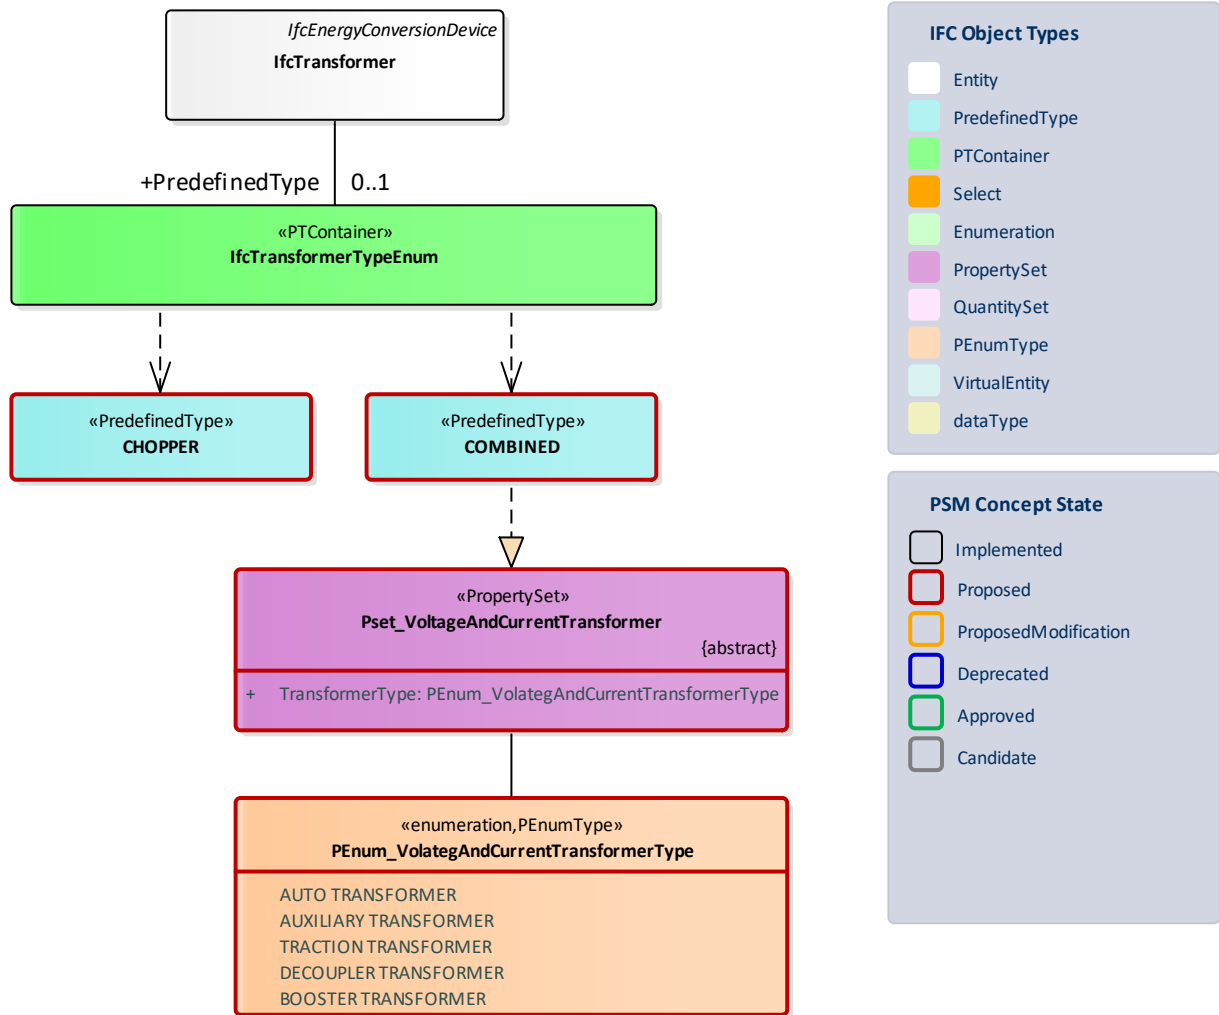 IfcEnergyConversionDevice
IfcTransformer
+PredefinedType 0..1
«PTContainer»
IfcTransformerTypeEnum
«PredefinedType»
CHOPPER
«PredefinedType»
COMBINED
«PropertySet»
Pset_VoltageAndCurrentTransformer
{abstract}
+ TransformerType: PEnum_VolategAndCurrentTransformerType
«enumeration,PEnumType»
PEnum_VolategAndCurrentTransformerType
AUTO TRANSFORMER
AUXILIARY TRANSFORMER
TRACTION TRANSFORMER
DECOUPLER TRANSFORMER
BOOSTER TRANSFORMER
IFC Object Types
Entity
PredefinedType
PTContainer
Select
Enumeration
PropertySet
QuantitySet
PEnumType
VirtualEntity
dataType
PSM Concept State
Implemented
Proposed
ProposedModification
Deprecated
Approved
Candidate